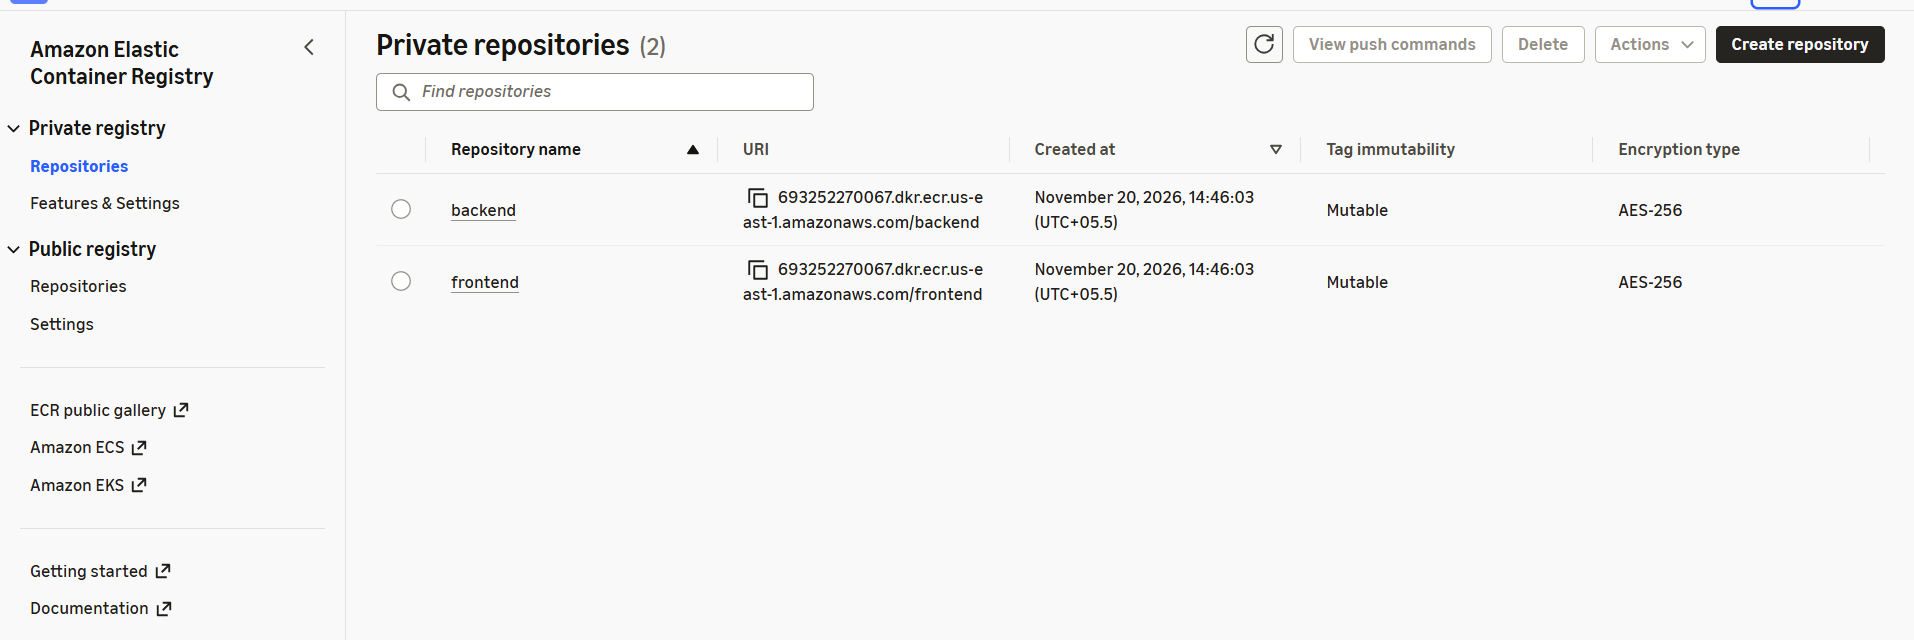 Amazon Elastic
Container Registry
Private registry
Repositories
Features & Settings
Public registry
Repositories
Settings
ECR public gallery
Amazon ECS
Amazon EKS
Getting started
Documentation
Private repositories (2)
View push commands
Delete
Actions
Create repository
Find repositories
Repository name URI Created at Tag immutability Encryption type
backend 693252270067.dkr.ecr.us-e November 20, 2026, 14:46:03 Mutable AES-256
ast-1.amazonaws.com/backend (UTC+05.5)
frontend 693252270067.dkr.ecr.us-e November 20, 2026, 14:46:03 Mutable AES-256
ast-1.amazonaws.com/frontend (UTC+05.5)